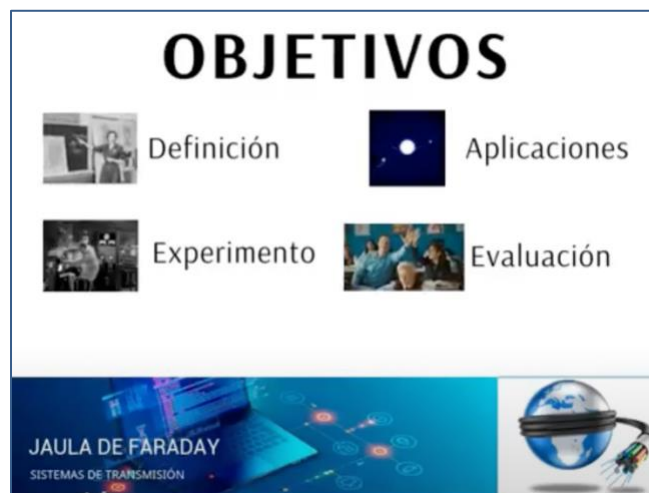 OBJETIVOS
Definición
Aplicaciones
Experimento
Evaluación
JAULA DE FARADAY
SISTEMAS DE TRANSMISIÓN